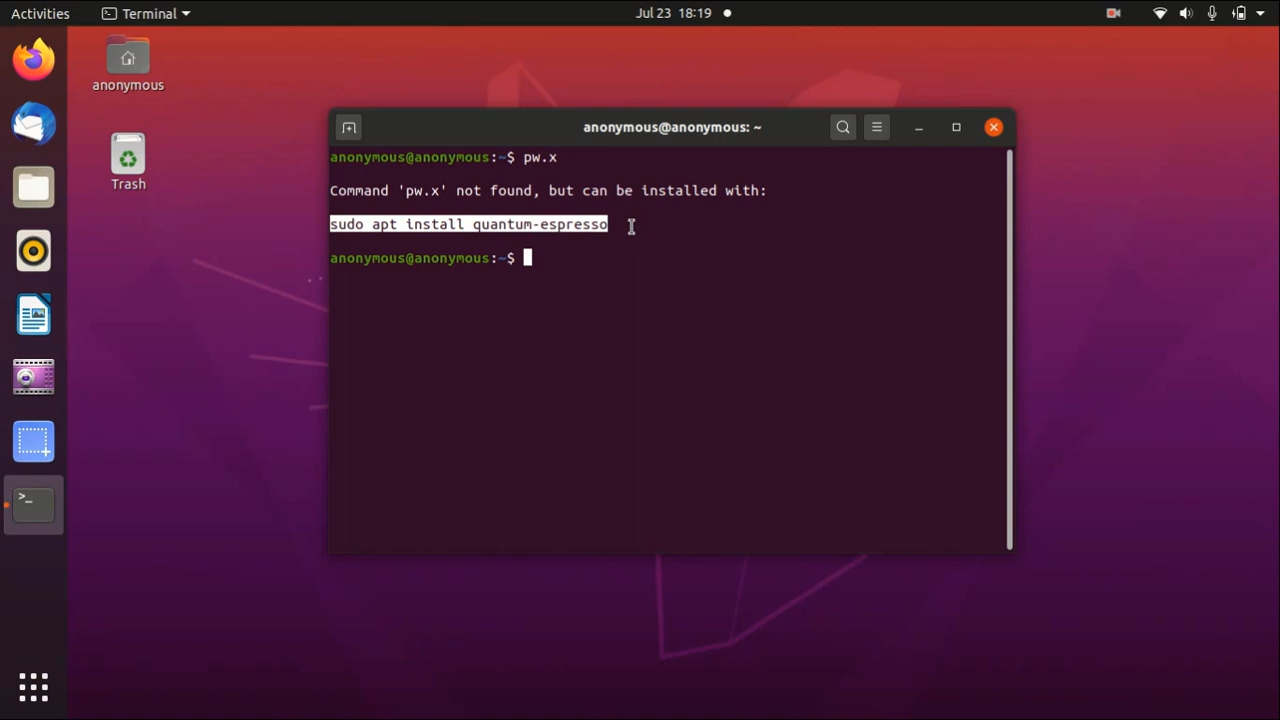 Activities
Terminal
Jul 23 18:19
anonymous
Trash
anonymous@anonymous: ~
anonymous@anonymous:~$ pw.x
Command 'pw.x' not found, but can be installed with:
sudo apt install quantum-espresso
anonymous@anonymous:~$